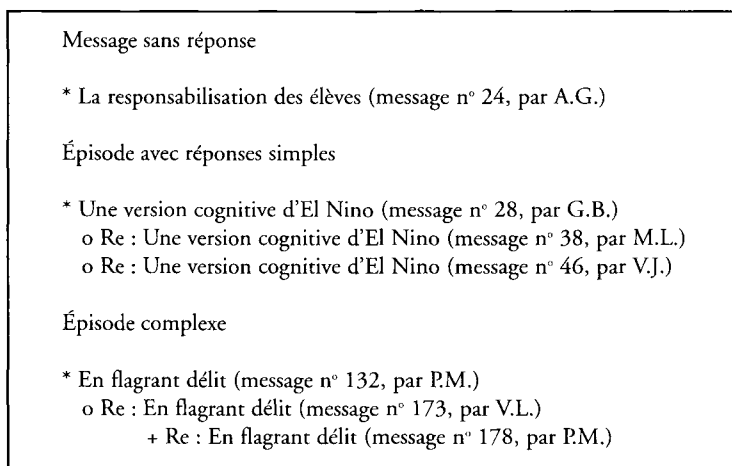 Message sans réponse
* La responsabilisation des élèves (message n° 24, par A.G.)
Épisode avec réponses simples
* Une version cognitive d'El Nino (message n° 28, par G.B.)
o Re : Une version cognitive d'El Nino (message n° 38, par M.L.)
o Re : Une version cognitive d'El Nino (message n° 46, par V.J.)
Épisode complexe
* En flagrant délit (message n° 132, par P.M.)
o Re : En flagrant délit (message n° 173, par V.L.)
+ Re : En flagrant délit (message n° 178, par P.M.)